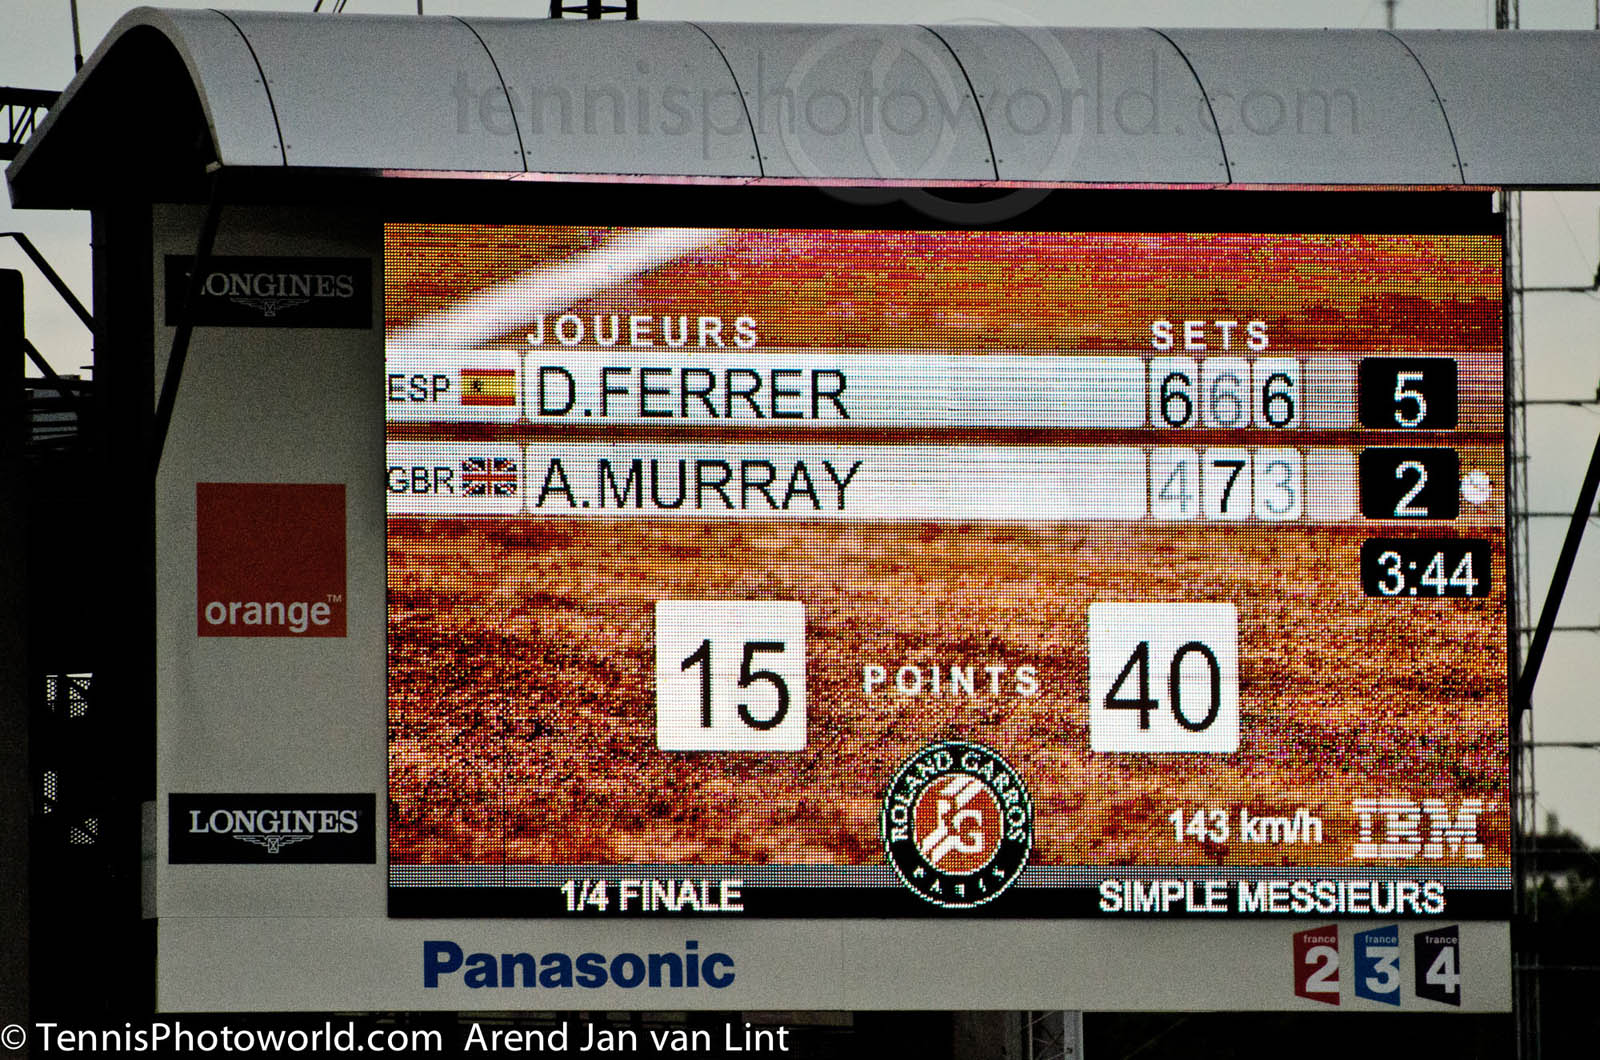 tennisphotoworld.com
LONGINES
JOUEURS SETS
ESP D.FERRER 6 6 6 5
GBR A.MURRAY 4 7 3 2
3:44
orange™
15 POINTS 40
ROLAND GARROS
PARIS
RG
LONGINES
143 km/h IBM
1/4 FINALE SIMPLE MESSIEURS
Panasonic
france 2 france 3 france 4
© TennisPhotoworld.com Arend Jan van Lint